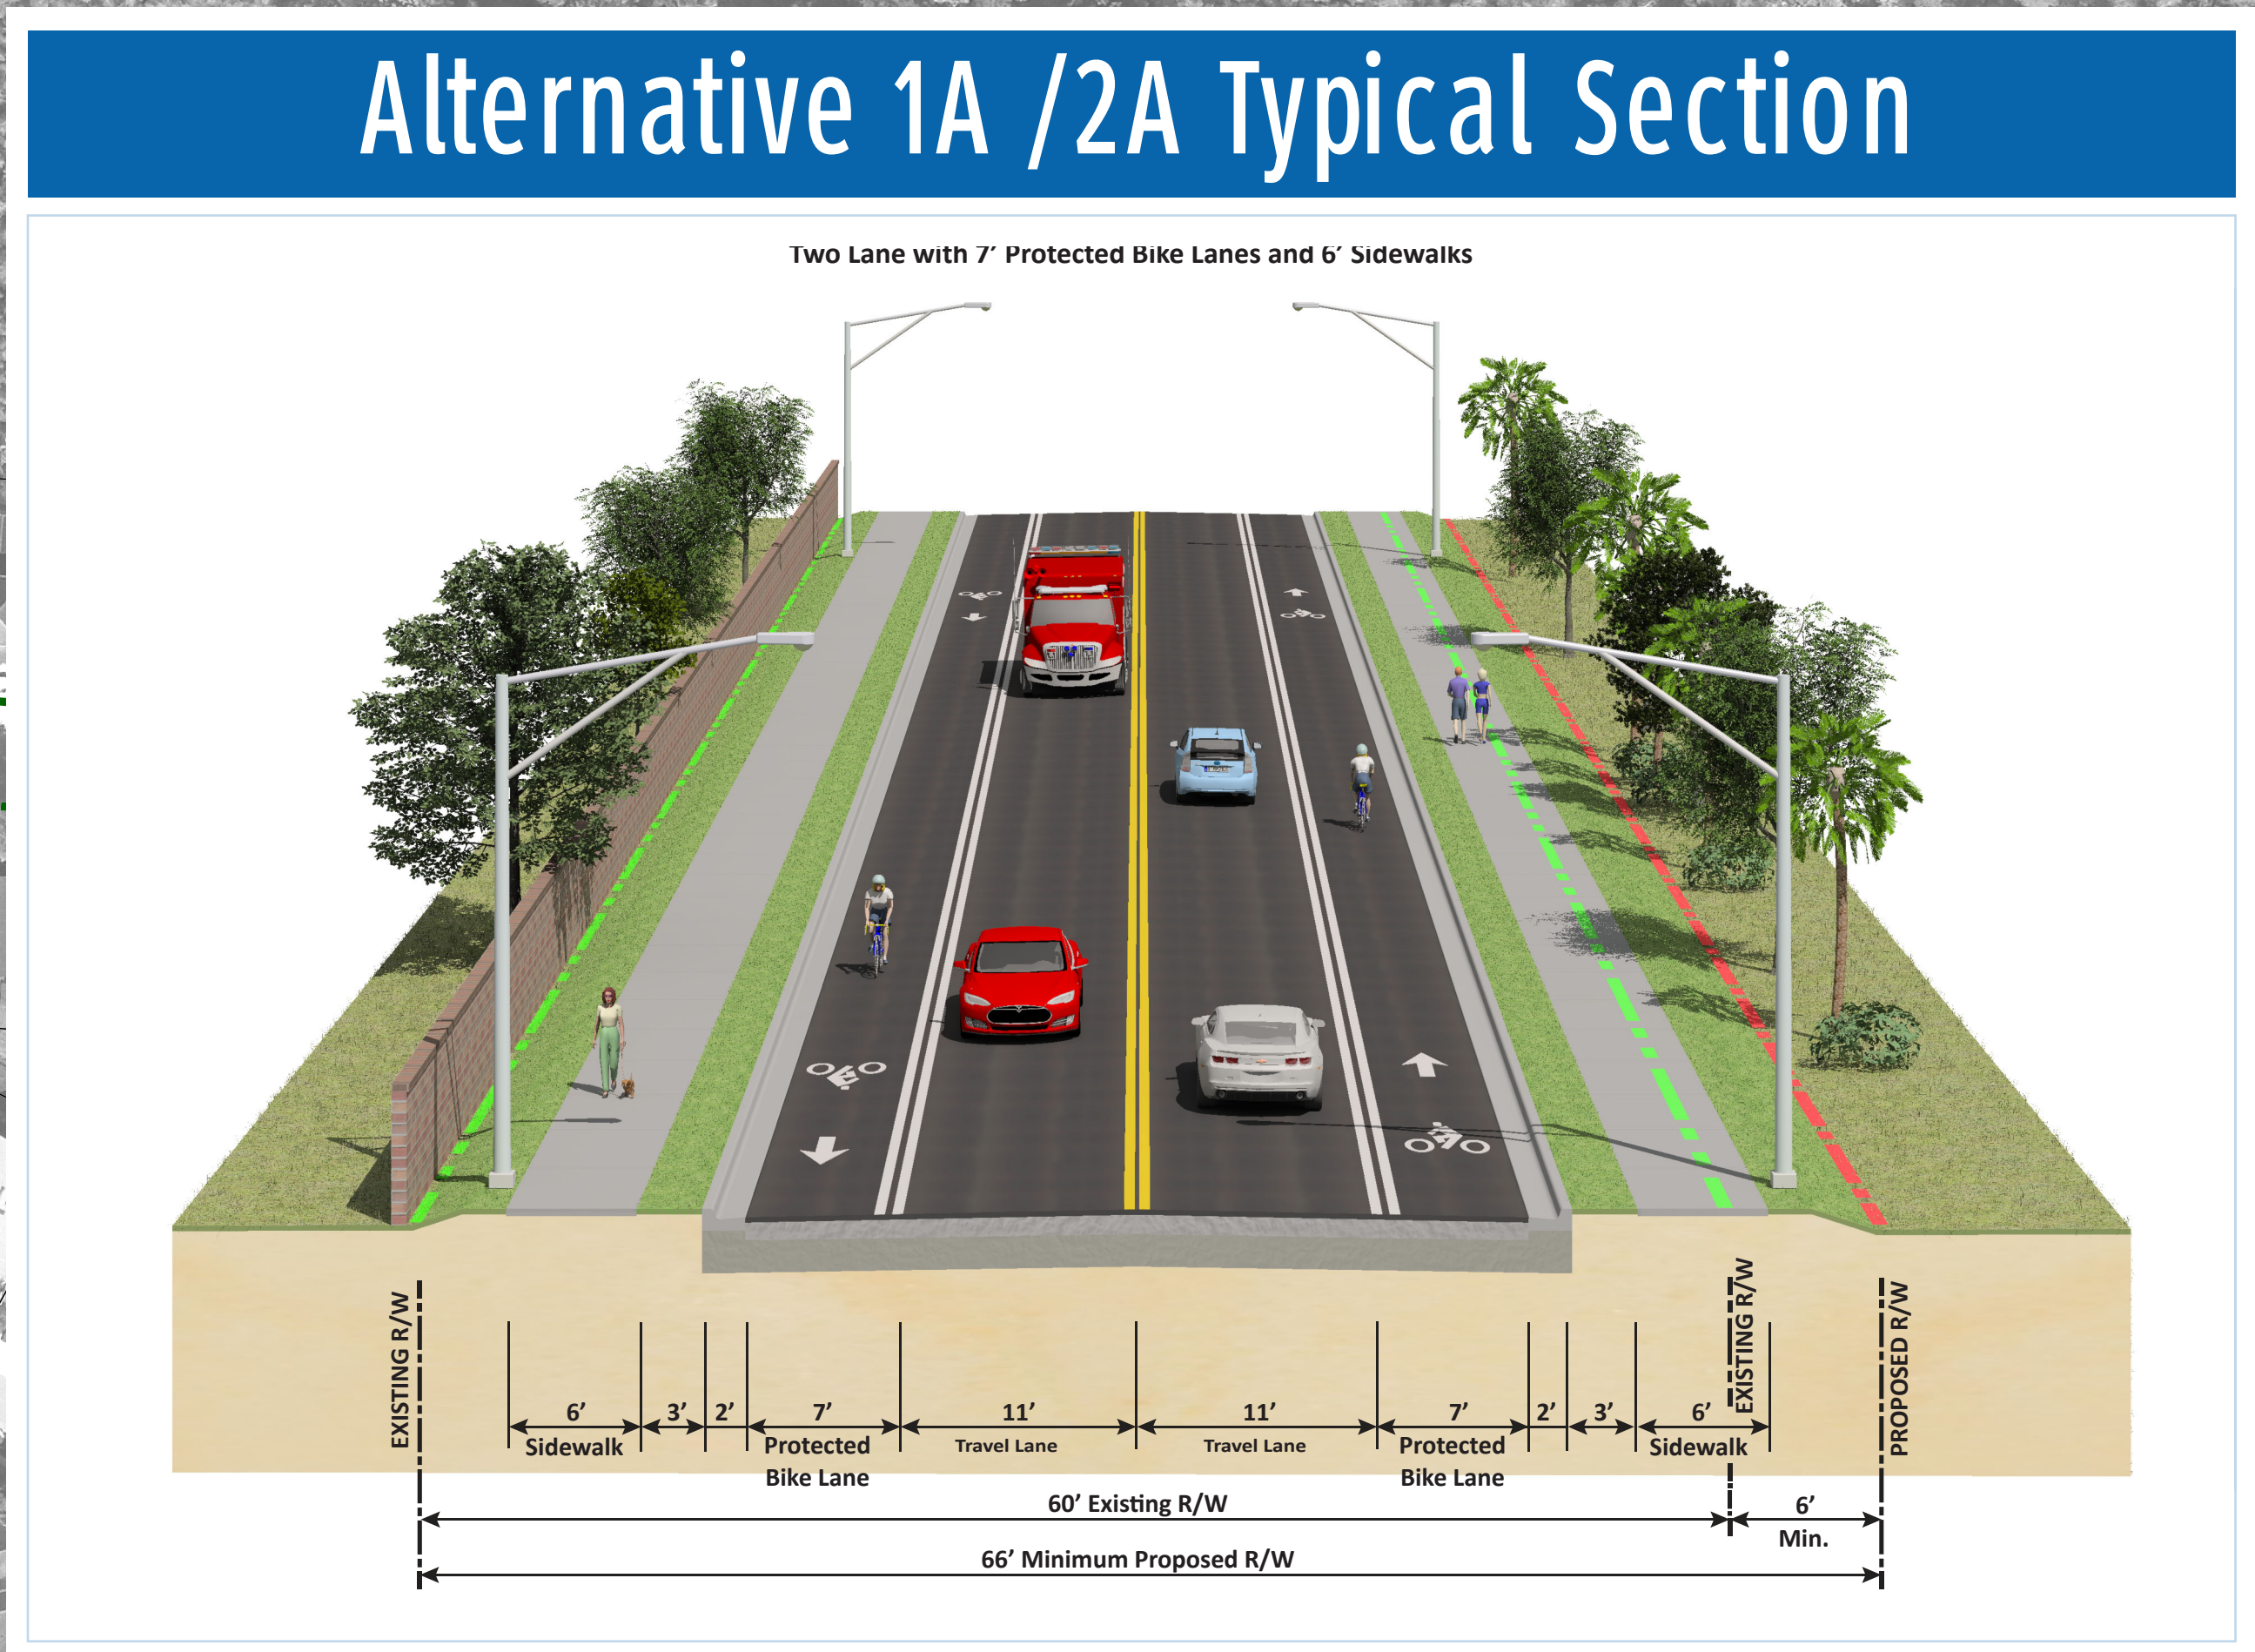 Alternative 1A /2A Typical Section
Two Lane with 7’ Protected Bike Lanes and 6’ Sidewalks
EXISTING R/W
EXISTING R/W
PROPOSED R/W
6’
3’
2’
7’
11’
11’
7’
2’
3’
6’
Sidewalk
Protected
Bike Lane
Travel Lane
Travel Lane
Protected
Bike Lane
Sidewalk
60’ Existing R/W
6’
Min.
66’ Minimum Proposed R/W